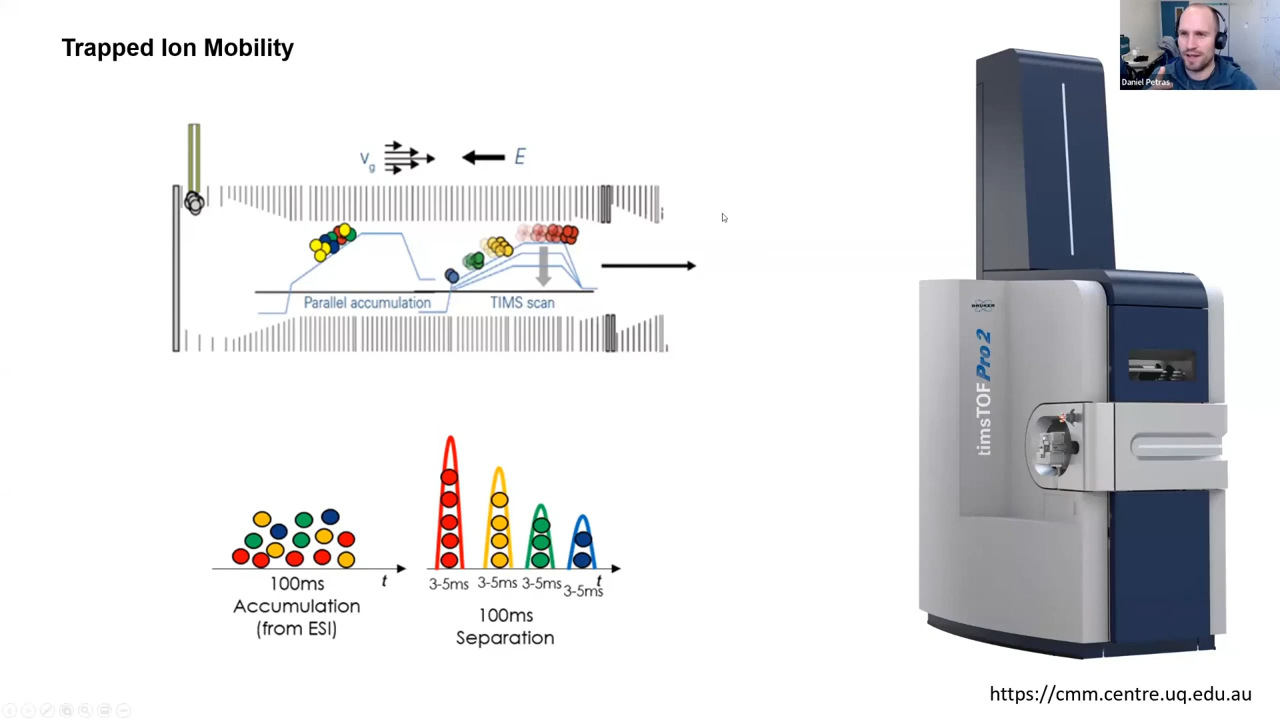 Trapped Ion Mobility
Daniel Petras
Vg
E
Parallel accumulation
TIMS scan
BRUKER
timsTOF Pro 2
100ms
Accumulation
(from ESI)
t
3-5ms
3-5ms
3-5ms
3-5ms
t
100ms
Separation
https://cmm.centre.uq.edu.au